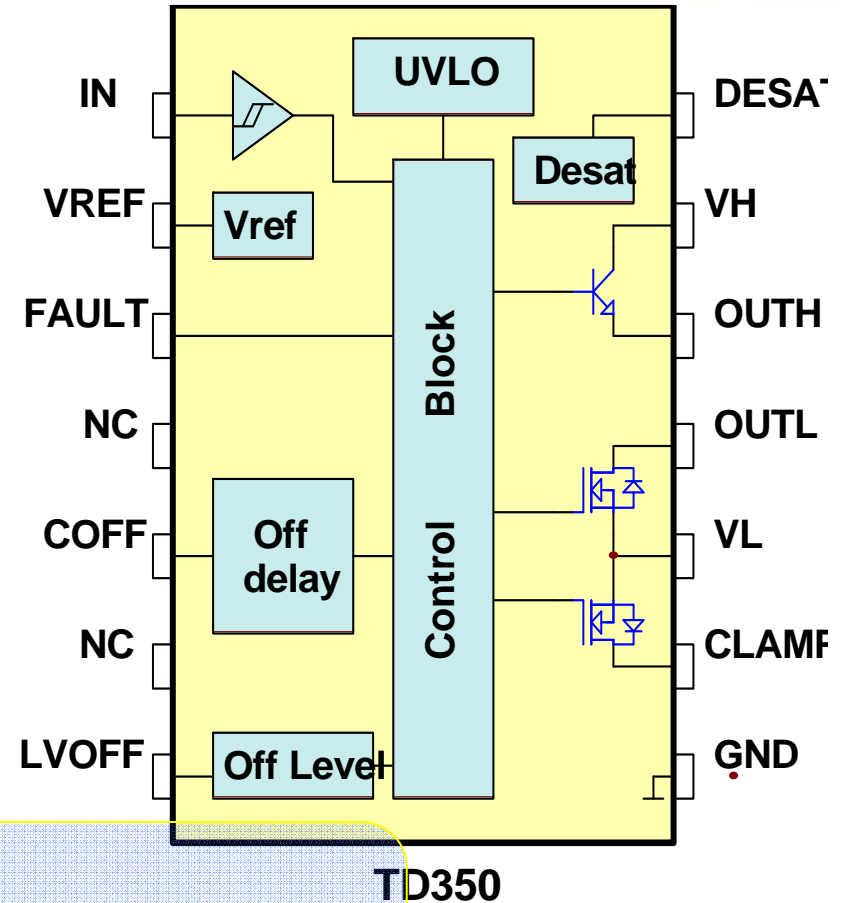 IN
VREF
FAULT
NC
COFF
NC
LVOFF
UVLO
Desat
Vref
Off
delay
Off Level
Control Block
DESAT
VH
OUTH
OUTL
VL
CLAMP
GND
TD350